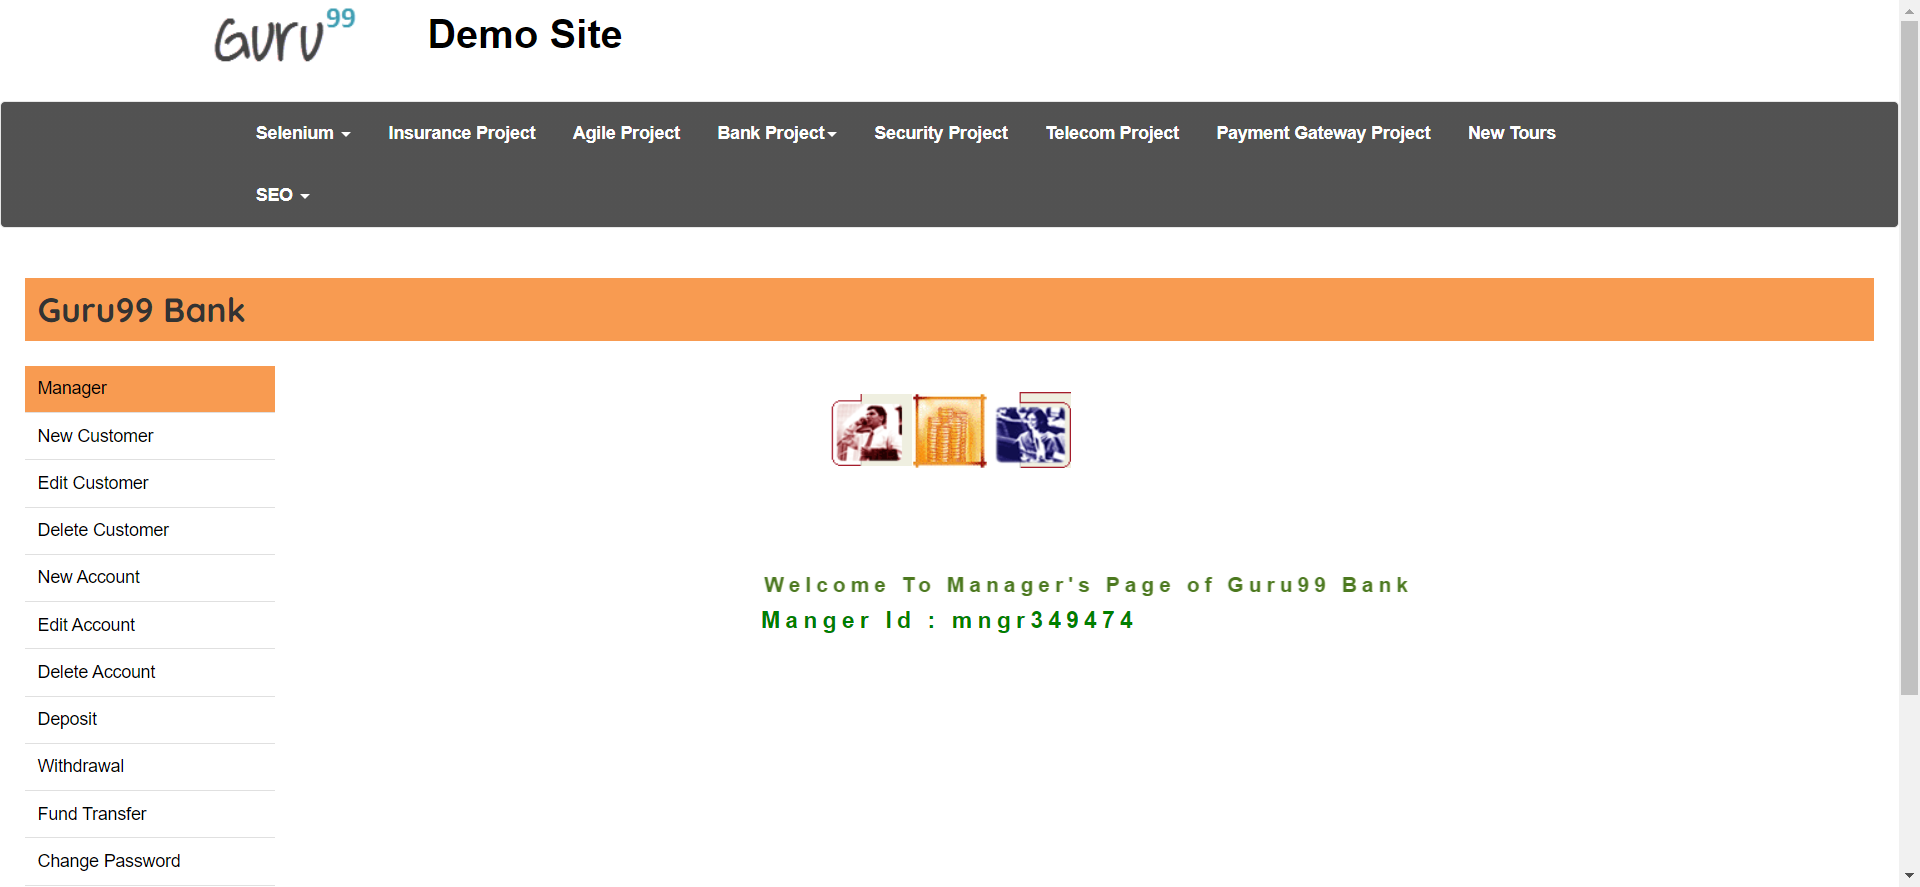 Guru99
Demo Site
Selenium Insurance Project Agile Project Bank Project Security Project Telecom Project Payment Gateway Project New Tours
SEO
Guru99 Bank
Manager
New Customer
Edit Customer
Delete Customer
New Account
Edit Account
Delete Account
Deposit
Withdrawal
Fund Transfer
Change Password
Welcome To Manager's Page of Guru99 Bank
Manger Id : mngr349474